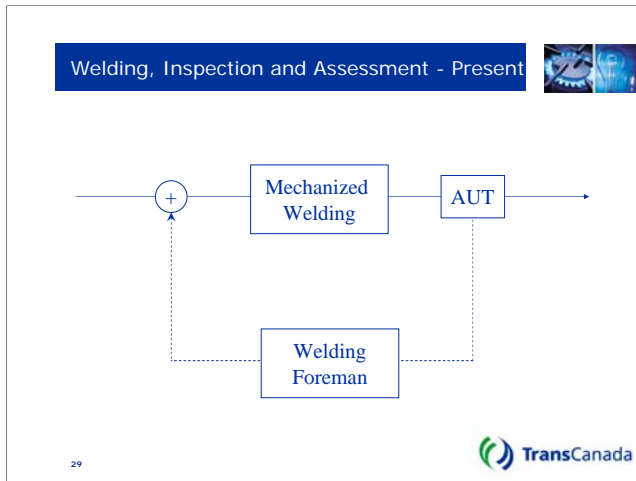 Welding, Inspection and Assessment - Present
+
Mechanized
Welding
AUT
Welding
Foreman
29
TransCanada